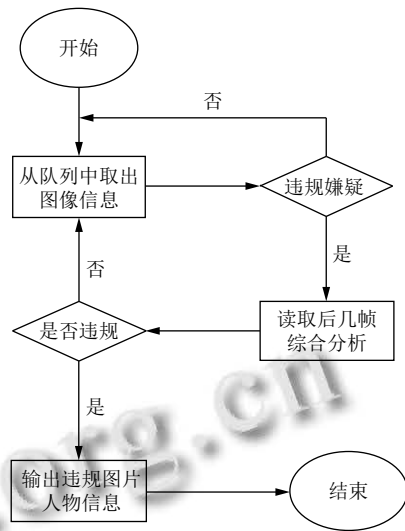 开始
否
从队列中取出
图像信息
违规嫌疑
否
是
是否违规
读取后几帧
综合分析
是
输出违规图片
人物信息
结束
org.cn